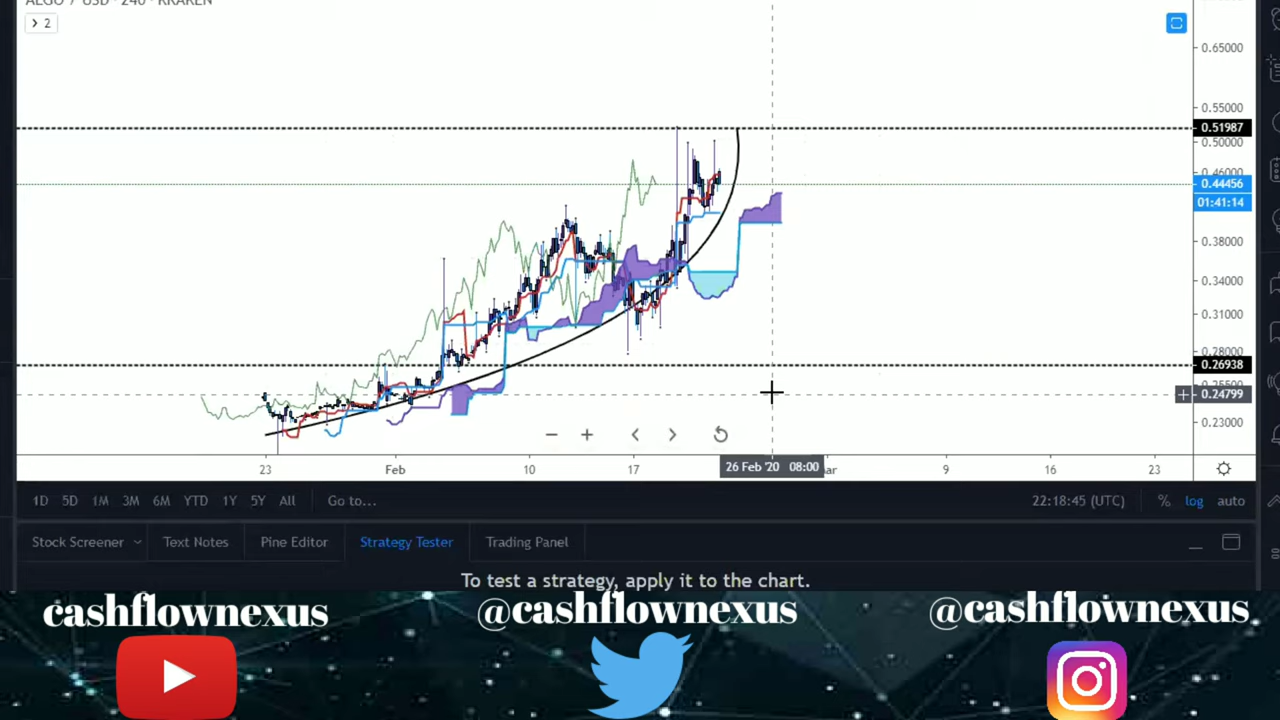 ALGO / USD · 240 · KRAKEN
2
0.65000
0.55000
0.51987
0.50000
0.46000
0.44456
01:41:14
0.38000
0.34000
0.31000
0.28000
0.26938
0.25500
0.24799
0.23000
23 Feb 10 17 26 Feb '20 08:00 ar 9 16 23
1D 5D 1M 3M 6M YTD 1Y 5Y All Go to... 22:18:45 (UTC) % log auto
Stock Screener Text Notes Pine Editor Strategy Tester Trading Panel
To test a strategy, apply it to the chart.
cashflownexus @cashflownexus @cashflownexus